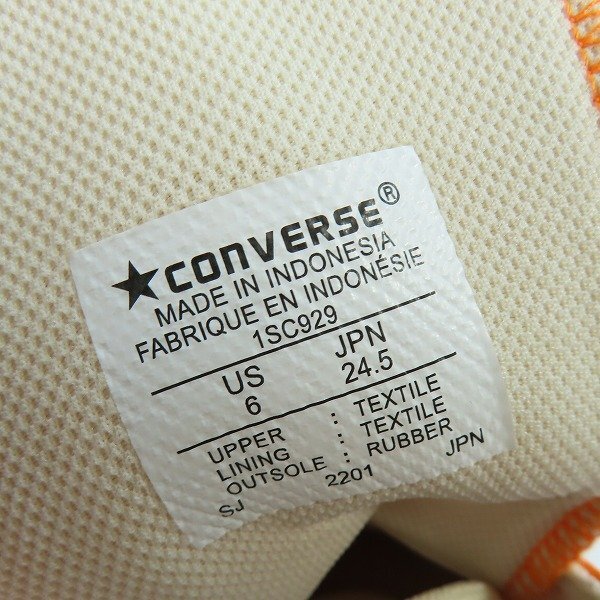 ★CONVERSE®
MADE IN INDONESIA
FABRIQUE EN INDONÉSIE
1SC929
US JPN
6 24.5
UPPER : TEXTILE
LINING : TEXTILE
OUTSOLE : RUBBER
SJ 2201 JPN